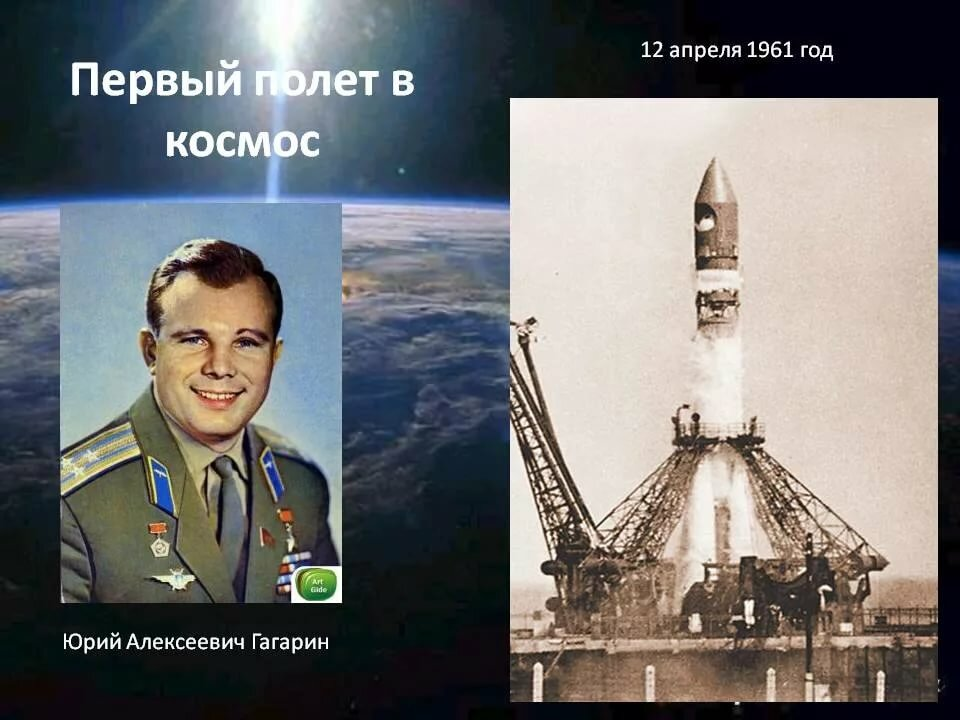 Первый полет в
космос
12 апреля 1961 год
Art
Gide
Юрий Алексеевич Гагарин